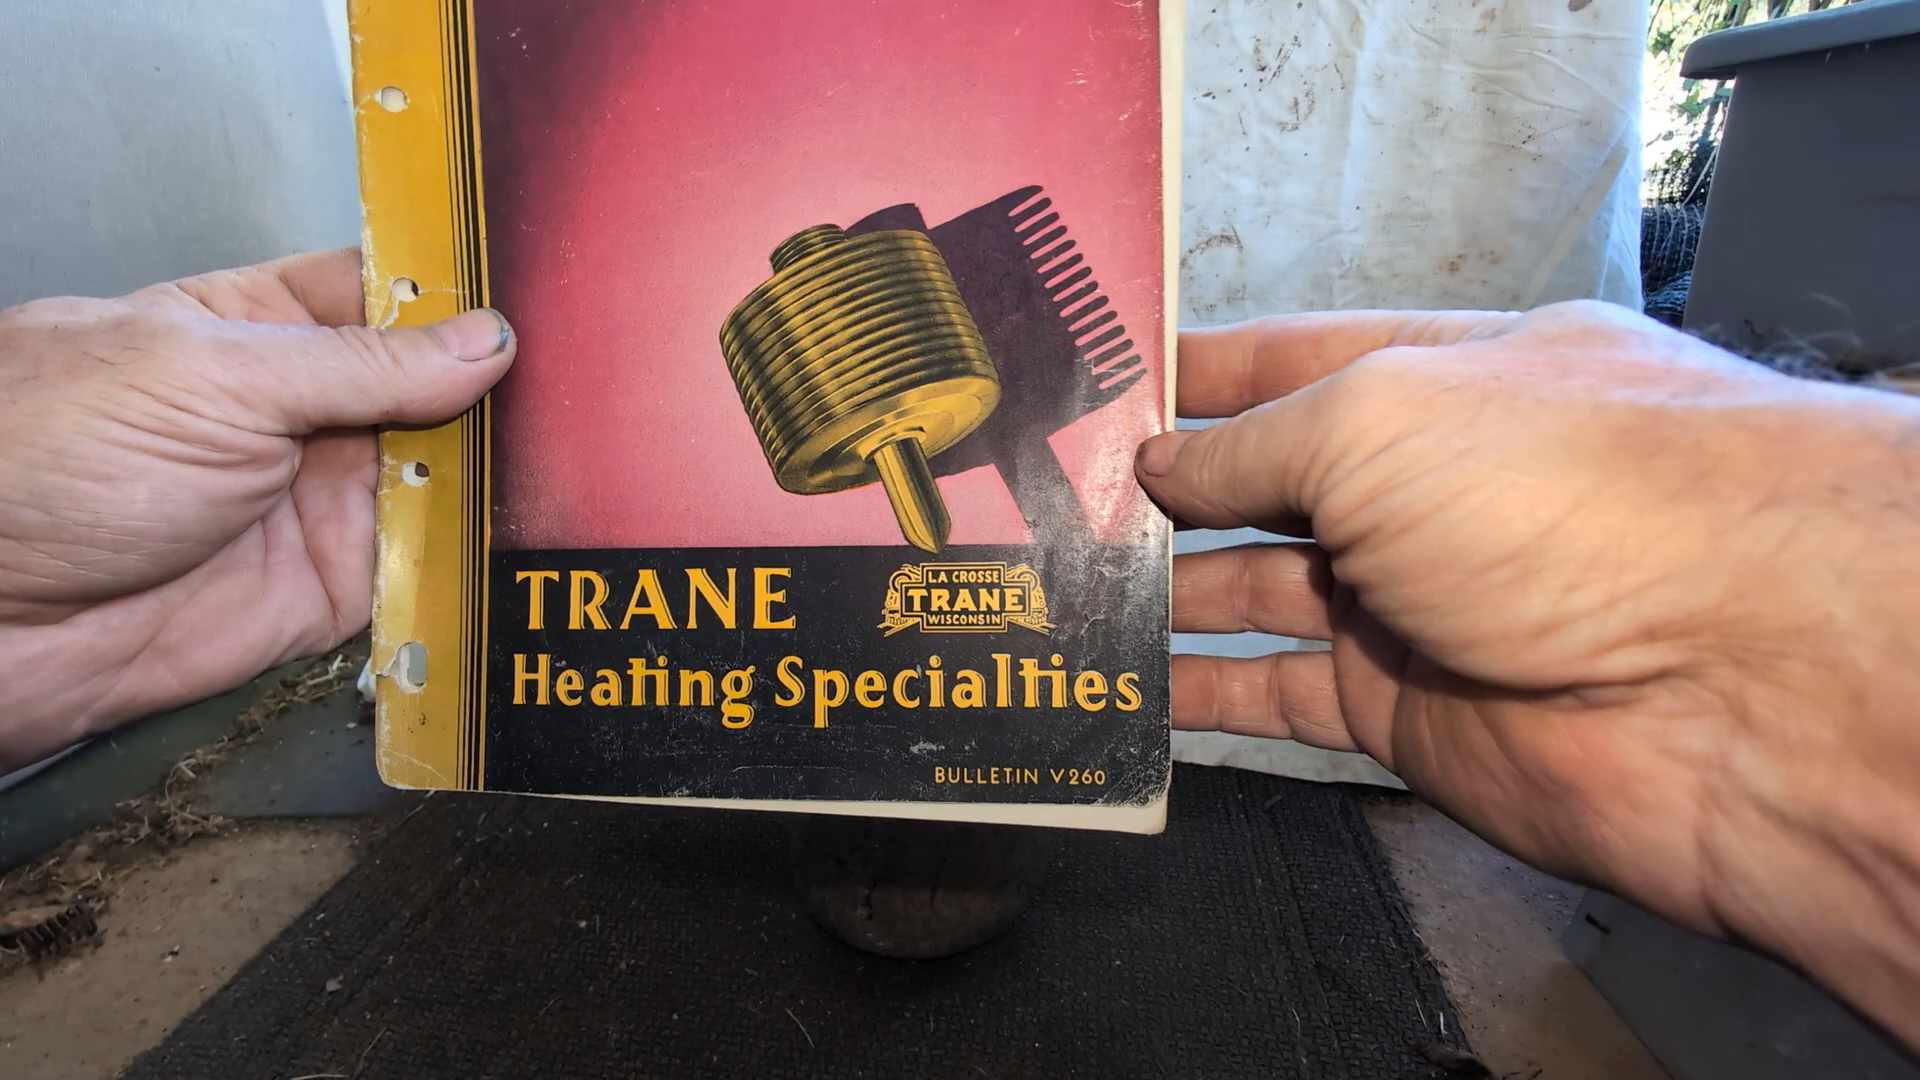 TRANE
LA CROSSE
TRANE
WISCONSIN
Heating Specialties
BULLETIN V260